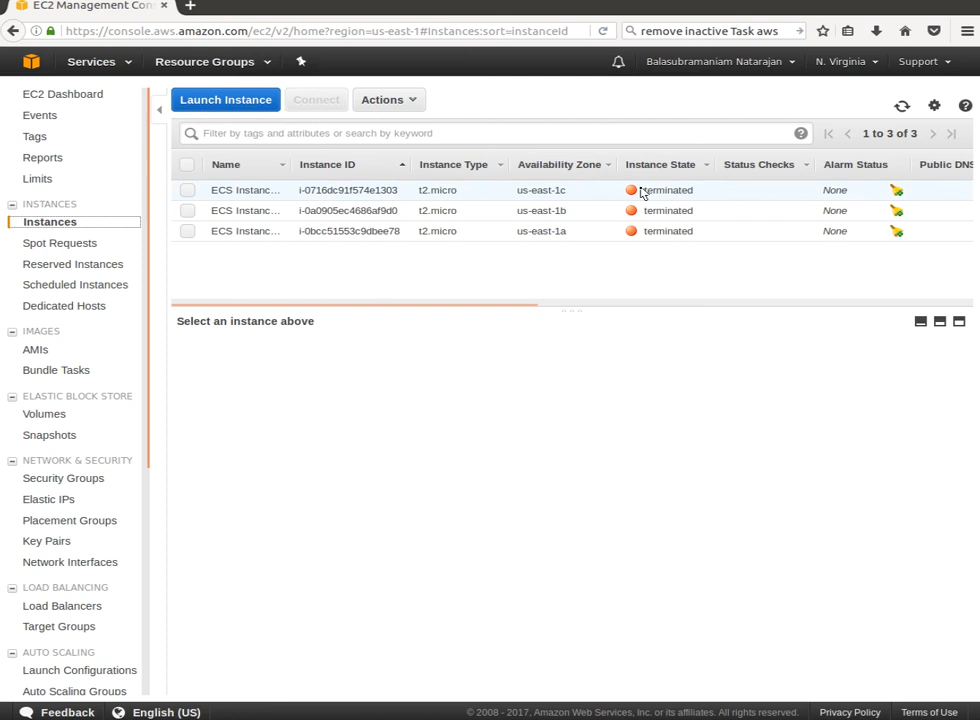 EC2 Management Con
https://console.aws.amazon.com/ec2/v2/home?region=us-east-1#Instances:sort=instanceId
remove inactive Task aws
Services
Resource Groups
Balasubramaniam Natarajan
N. Virginia
Support
EC2 Dashboard
Events
Tags
Reports
Limits
INSTANCES
Instances
Spot Requests
Reserved Instances
Scheduled Instances
Dedicated Hosts
IMAGES
AMIs
Bundle Tasks
ELASTIC BLOCK STORE
Volumes
Snapshots
NETWORK & SECURITY
Security Groups
Elastic IPs
Placement Groups
Key Pairs
Network Interfaces
LOAD BALANCING
Load Balancers
Target Groups
AUTO SCALING
Launch Configurations
Auto Scaling Groups
Launch Instance
Connect
Actions
Filter by tags and attributes or search by keyword
1 to 3 of 3
Name Instance ID Instance Type Availability Zone Instance State Status Checks Alarm Status Public DNS
ECS Instanc... i-0716dc91f574e1303 t2.micro us-east-1c terminated None
ECS Instanc... i-0a0905ec4686af9d0 t2.micro us-east-1b terminated None
ECS Instanc... i-0bcc51553c9dbee78 t2.micro us-east-1a terminated None
Select an instance above
Feedback
English (US)
© 2008 - 2017, Amazon Web Services, Inc. or its affiliates. All rights reserved.
Privacy Policy
Terms of Use